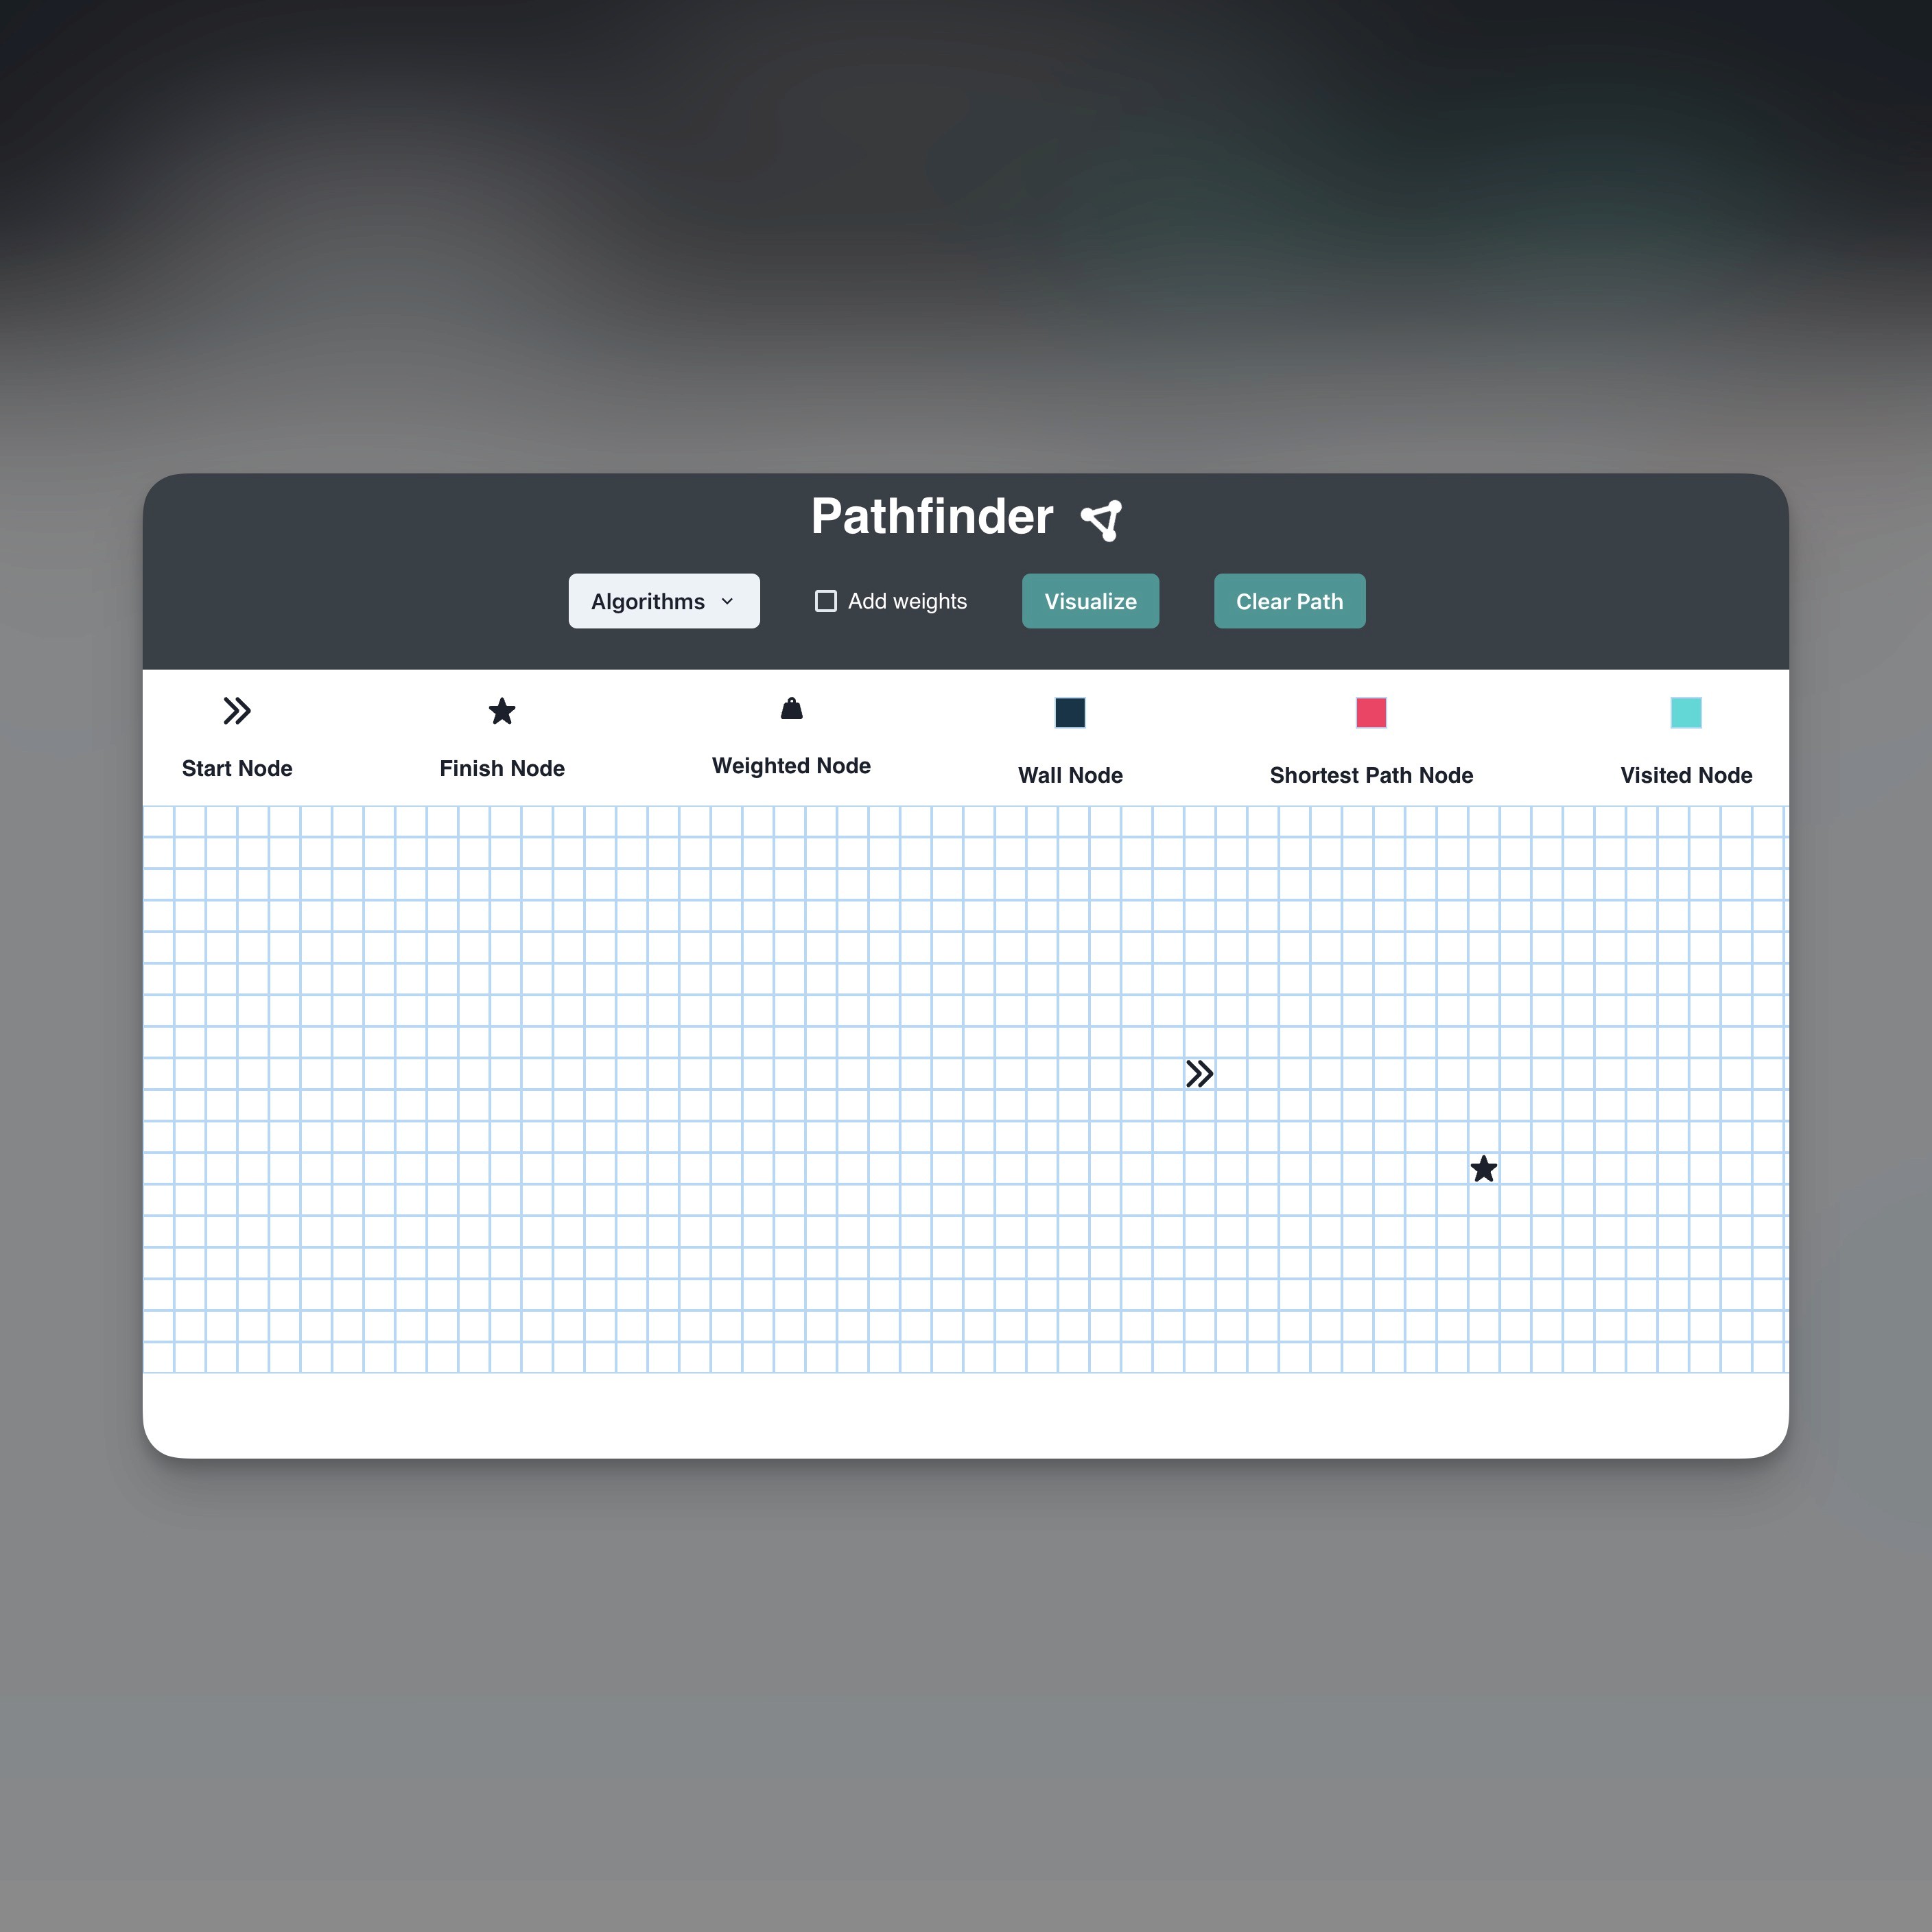 Pathfinder
Algorithms
Add weights
Visualize
Clear Path
Start Node
Finish Node
Weighted Node
Wall Node
Shortest Path Node
Visited Node